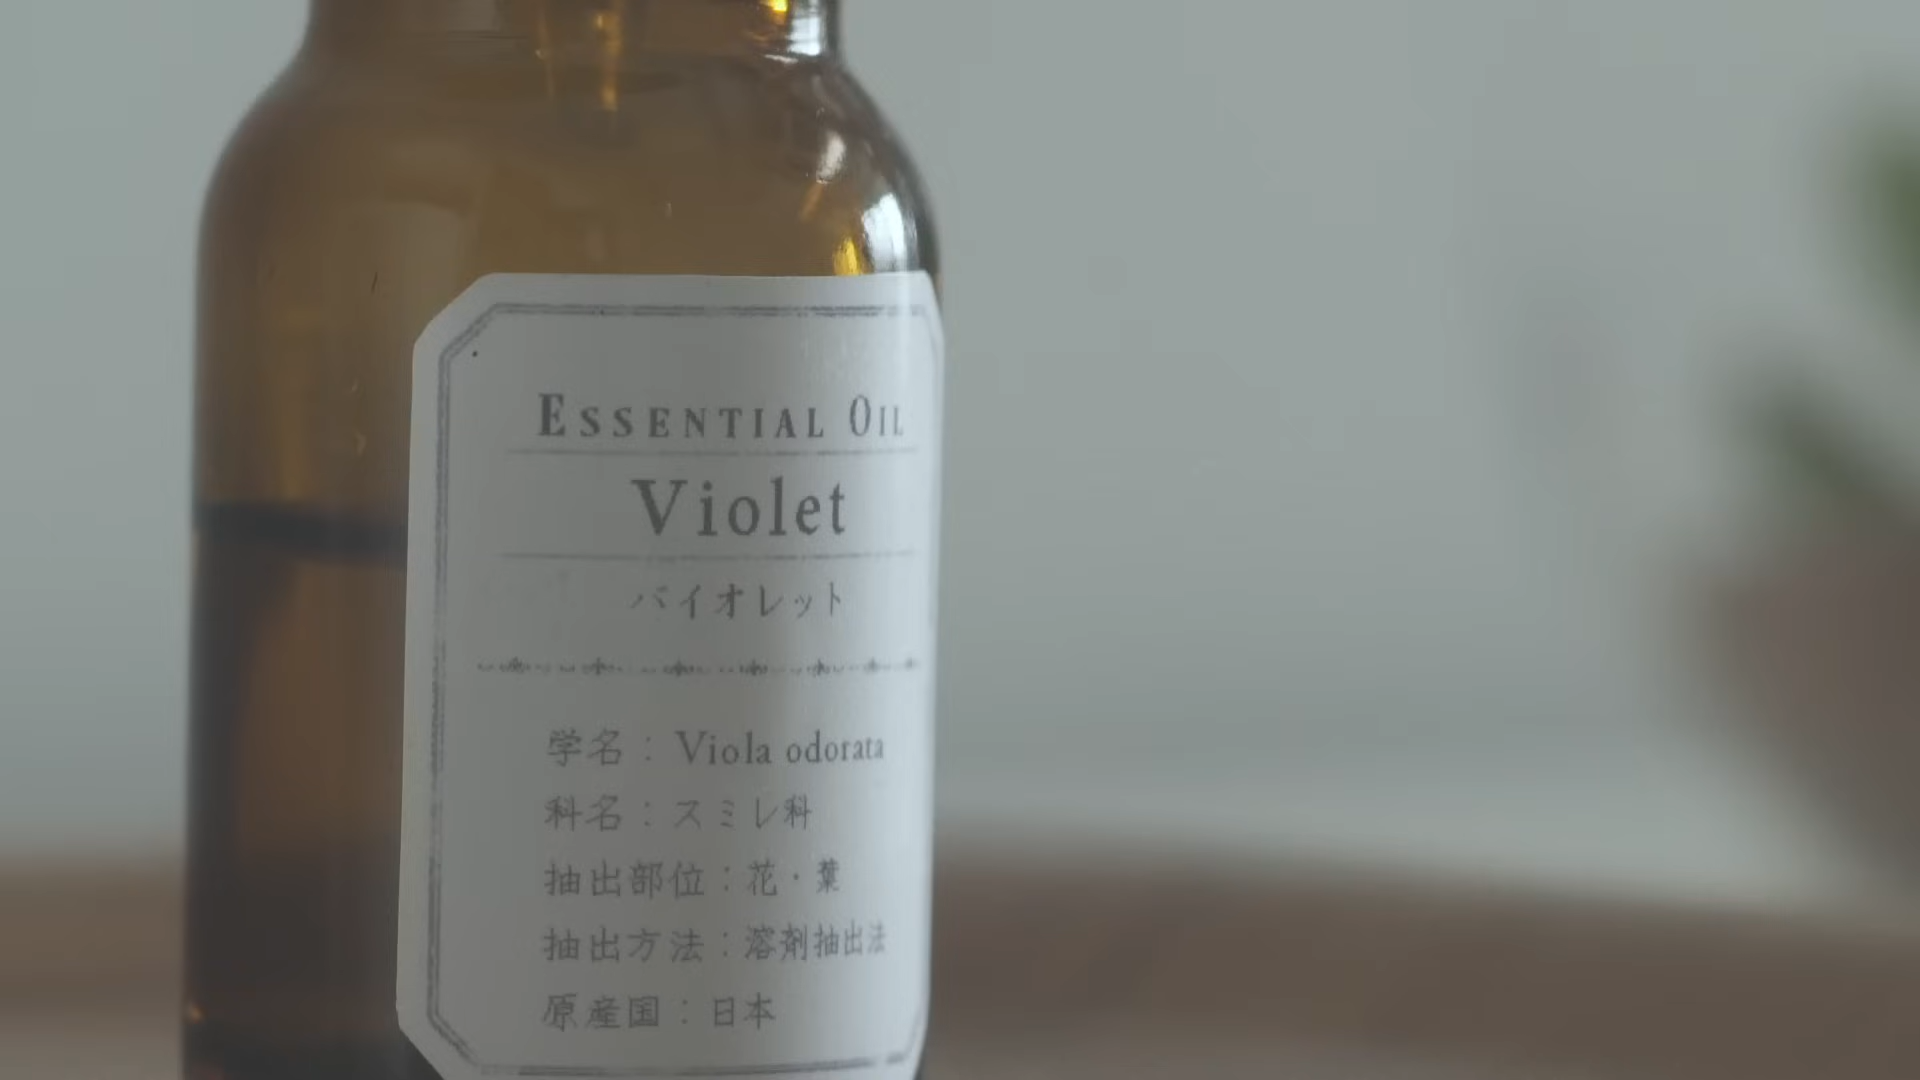 ESSENTIAL OIL
Violet
バイオレット
学名：Viola odorata
科名：スミレ科
抽出部位：花・葉
抽出方法：溶剤抽出法
原産国：日本